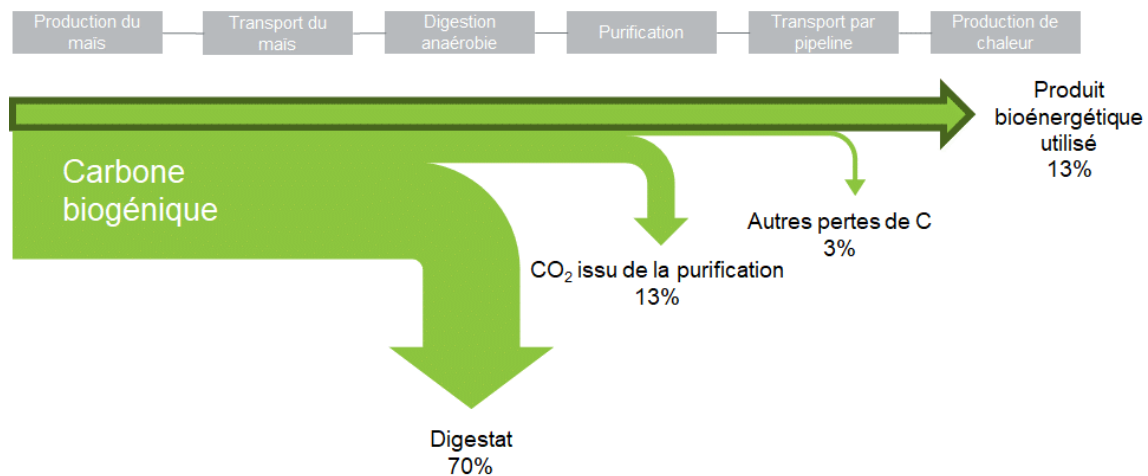 Production du
maïs
Transport du
maïs
Digestion
anaérobie
Purification
Transport par
pipeline
Production de
chaleur
Produit
bioénergétique
utilisé
13%
Carbone
biogénique
Autres pertes de C
3%
CO₂ issu de la purification
13%
Digestat
70%